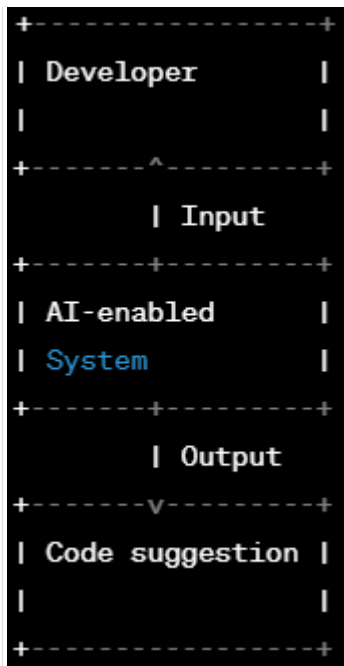 +-----------------+
| Developer       |
|                 |
+-------^---------+
        | Input
+-------+---------+
| AI-enabled      |
| System          |
+-------+---------+
        | Output
+-------v---------+
| Code suggestion |
|                 |
+-----------------+